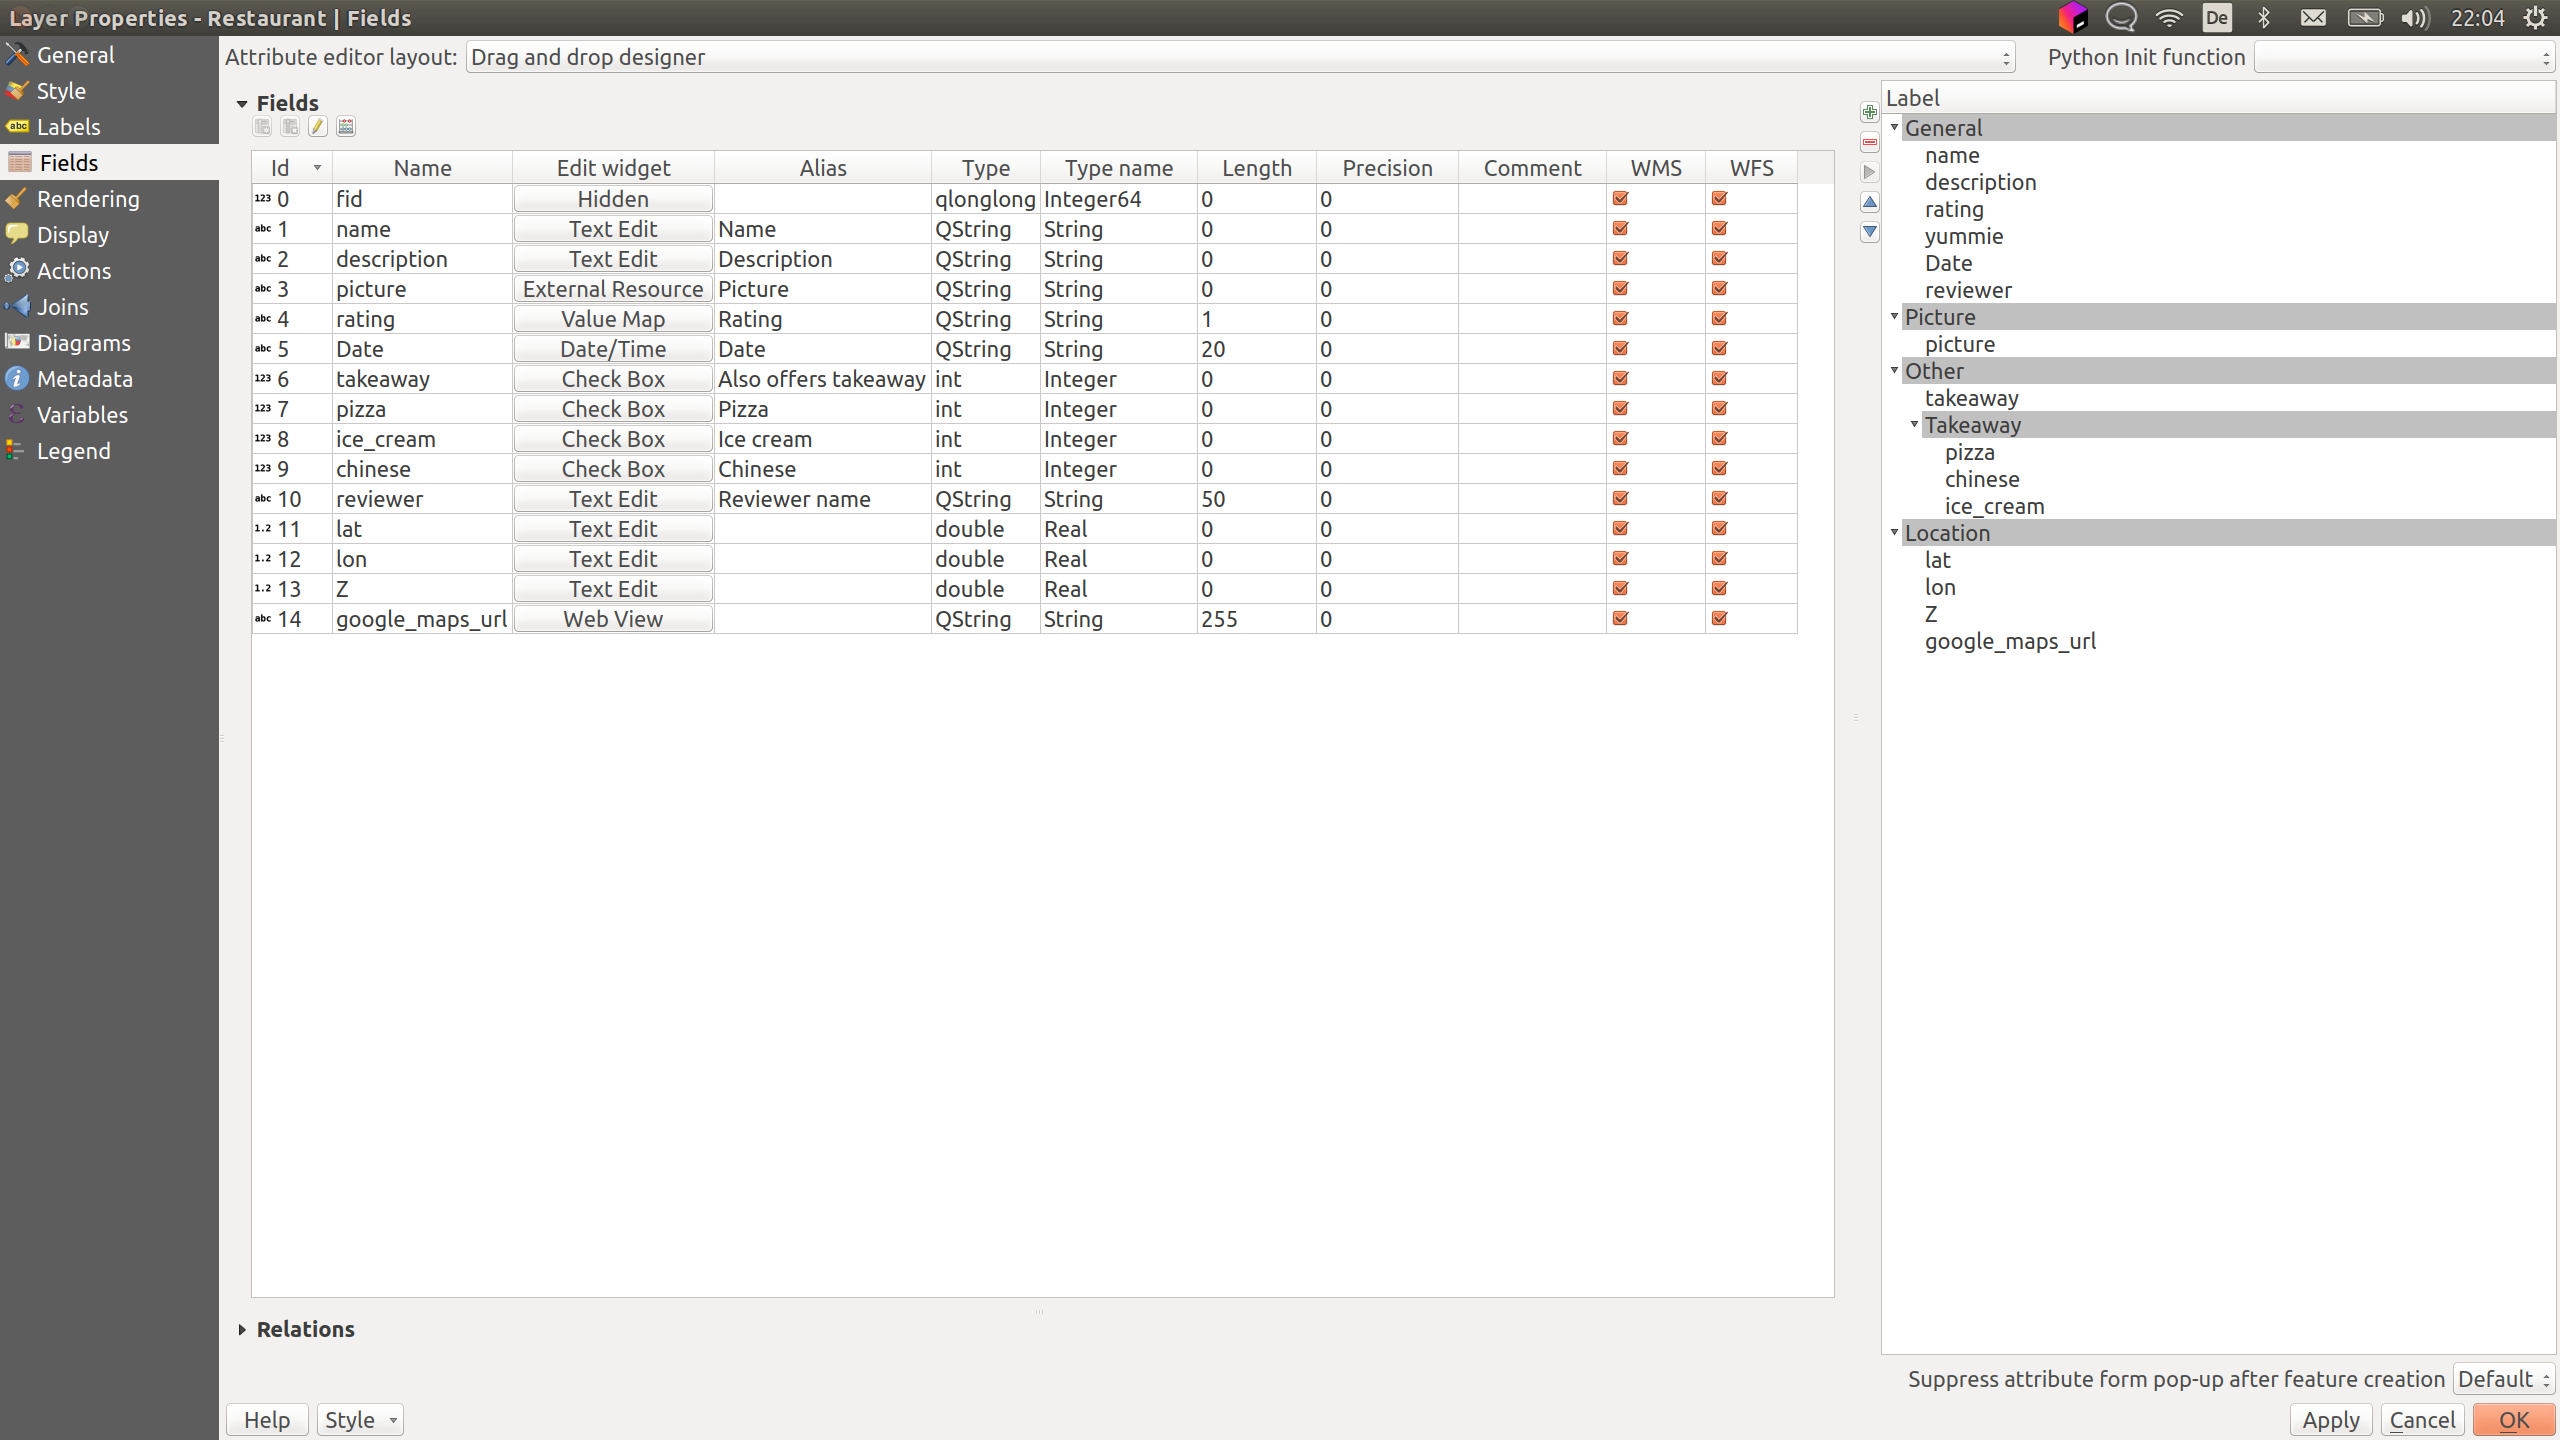 Layer Properties - Restaurant | Fields
De
22:04
General
Style
Labels
Fields
Rendering
Display
Actions
Joins
Diagrams
Metadata
Variables
Legend
Attribute editor layout: Drag and drop designer
Python Init function
Fields
Id Name Edit widget Alias Type Type name Length Precision Comment WMS WFS
123 0 fid Hidden qlonglong Integer64 0 0
abc 1 name Text Edit Name QString String 0 0
abc 2 description Text Edit Description QString String 0 0
abc 3 picture External Resource Picture QString String 0 0
abc 4 rating Value Map Rating QString String 1 0
abc 5 Date Date/Time Date QString String 20 0
123 6 takeaway Check Box Also offers takeaway int Integer 0 0
123 7 pizza Check Box Pizza int Integer 0 0
123 8 ice_cream Check Box Ice cream int Integer 0 0
123 9 chinese Check Box Chinese int Integer 0 0
abc 10 reviewer Text Edit Reviewer name QString String 50 0
1.2 11 lat Text Edit double Real 0 0
1.2 12 lon Text Edit double Real 0 0
1.2 13 Z Text Edit double Real 0 0
abc 14 google_maps_url Web View QString String 255 0
Relations
Label
General
name
description
rating
yummie
Date
reviewer
Picture
picture
Other
takeaway
Takeaway
pizza
chinese
ice_cream
Location
lat
lon
Z
google_maps_url
Suppress attribute form pop-up after feature creation Default
Help Style
Apply Cancel OK